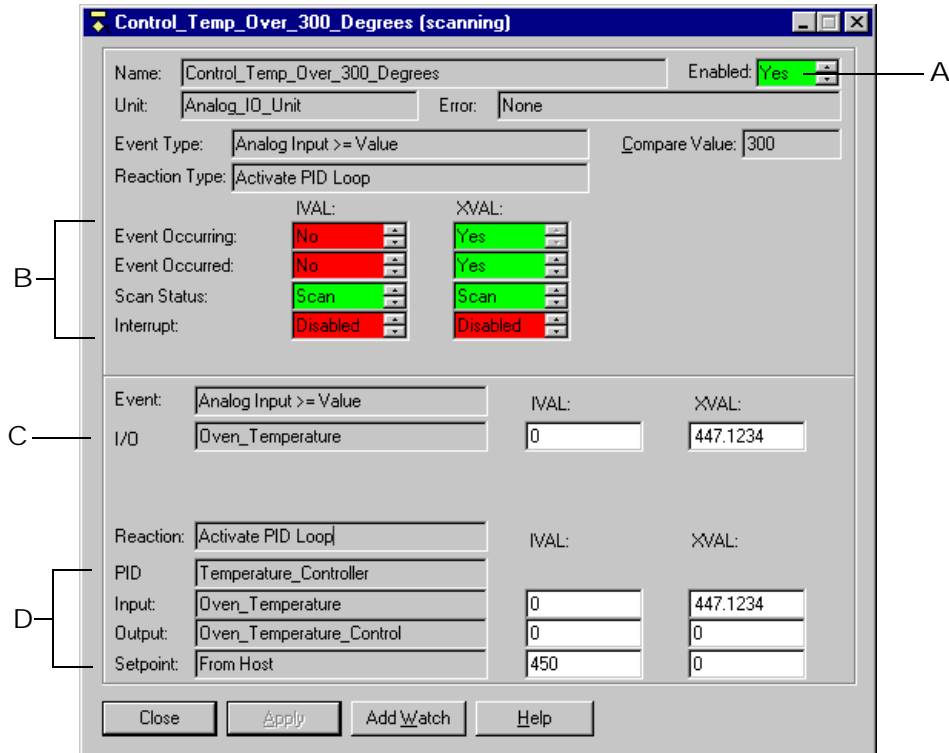 Control_Temp_Over_300_Degrees (scanning)
Name: Control_Temp_Over_300_Degrees Enabled: Yes A
Unit: Analog_IO_Unit Error: None
Event Type: Analog Input >= Value Compare Value: 300
Reaction Type: Activate PID Loop
IVAL: XVAL:
Event Occurring: No Yes
B
Event Occurred: No Yes
Scan Status: Scan Scan
Interrupt: Disabled Disabled
Event: Analog Input >= Value IVAL: XVAL:
C I/O Oven_Temperature 0 447.1234
Reaction: Activate PID Loop IVAL: XVAL:
PID Temperature_Controller
Input: Oven_Temperature 0 447.1234
D
Output: Oven_Temperature_Control 0 0
Setpoint: From Host 450 0
Close Apply Add Watch Help